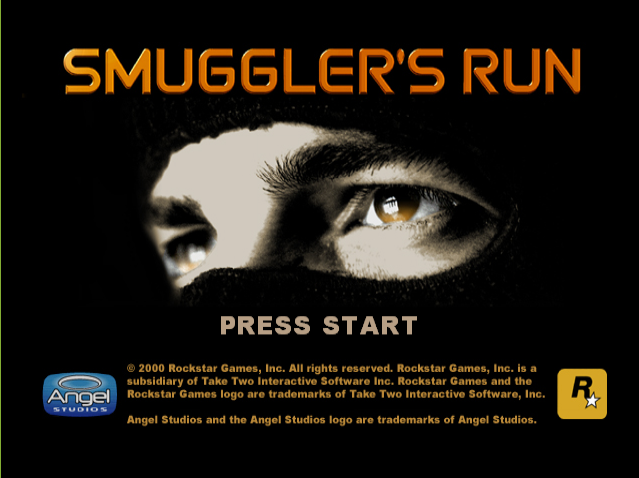 SMUGGLER'S RUN
PRESS START
© 2000 Rockstar Games, Inc. All rights reserved. Rockstar Games, Inc. is a
subsidiary of Take Two Interactive Software Inc. Rockstar Games and the
Rockstar Games logo are trademarks of Take Two Interactive Software, Inc.
Angel
STUDIOS
R
Angel Studios and the Angel Studios logo are trademarks of Angel Studios.